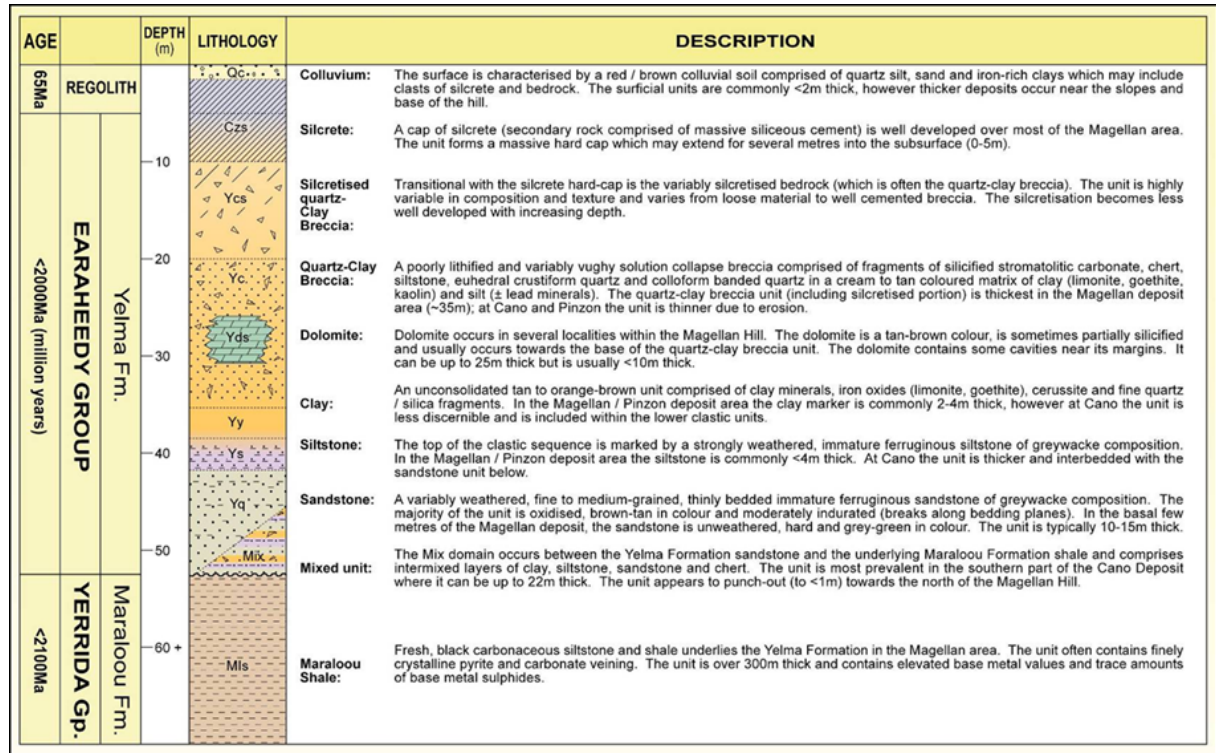 AGE
DEPTH
(m)
LITHOLOGY
DESCRIPTION
65Ma
REGOLITH
<2000Ma (million years)
EARAHEEDY GROUP
Yelma Fm.
<2100Ma
YERRIDA Gp.
Maraloou Fm.
10
20
30
40
50
60 +
Qc
Czs
Ycs
Yc
Yds
Yy
Ys
Yq
Mix
Mls
Colluvium:
The surface is characterised by a red / brown colluvial soil comprised of quartz silt, sand and iron-rich clays which may include
clasts of silcrete and bedrock. The surficial units are commonly <2m thick, however thicker deposits occur near the slopes and
base of the hill.
Silcrete:
A cap of silcrete (secondary rock comprised of massive siliceous cement) is well developed over most of the Magellan area.
The unit forms a massive hard cap which may extend for several metres into the subsurface (0-5m).
Silcretised
quartz-
Clay
Breccia:
Transitional with the silcrete hard-cap is the variably silcretised bedrock (which is often the quartz-clay breccia). The unit is highly
variable in composition and texture and varies from loose material to well cemented breccia. The silcretisation becomes less
well developed with increasing depth.
Quartz-Clay
Breccia:
A poorly lithified and variably vughy solution collapse breccia comprised of fragments of silicified stromatolitic carbonate, chert,
siltstone, euhedral crustiform quartz and colloform banded quartz in a cream to tan coloured matrix of clay (limonite, goethite,
kaolin) and silt (± lead minerals). The quartz-clay breccia unit (including silcretised portion) is thickest in the Magellan deposit
area (~35m); at Cano and Pinzon the unit is thinner due to erosion.
Dolomite:
Dolomite occurs in several localities within the Magellan Hill. The dolomite is a tan-brown colour, is sometimes partially silicified
and usually occurs towards the base of the quartz-clay breccia unit. The dolomite contains some cavities near its margins. It
can be up to 25m thick but is usually <10m thick.
Clay:
An unconsolidated tan to orange-brown unit comprised of clay minerals, iron oxides (limonite, goethite), cerussite and fine quartz
/ silica fragments. In the Magellan / Pinzon deposit area the clay marker is commonly 2-4m thick, however at Cano the unit is
less discernible and is included within the lower clastic units.
Siltstone:
The top of the clastic sequence is marked by a strongly weathered, immature ferruginous siltstone of greywacke composition.
In the Magellan / Pinzon deposit area the siltstone is commonly <4m thick. At Cano the unit is thicker and interbedded with the
sandstone unit below.
Sandstone:
A variably weathered, fine to medium-grained, thinly bedded immature ferruginous sandstone of greywacke composition. The
majority of the unit is oxidised, brown-tan in colour and moderately indurated (breaks along bedding planes). In the basal few
metres of the Magellan deposit, the sandstone is unweathered, hard and grey-green in colour. The unit is typically 10-15m thick.
Mixed unit:
The Mix domain occurs between the Yelma Formation sandstone and the underlying Maraloou Formation shale and comprises
intermixed layers of clay, siltstone, sandstone and chert. The unit is most prevalent in the southern part of the Cano Deposit
where it can be up to 22m thick. The unit appears to punch-out (to <1m) towards the north of the Magellan Hill.
Maraloou
Shale:
Fresh, black carbonaceous siltstone and shale underlies the Yelma Formation in the Magellan area. The unit often contains finely
crystalline pyrite and carbonate veining. The unit is over 300m thick and contains elevated base metal values and trace amounts
of base metal sulphides.